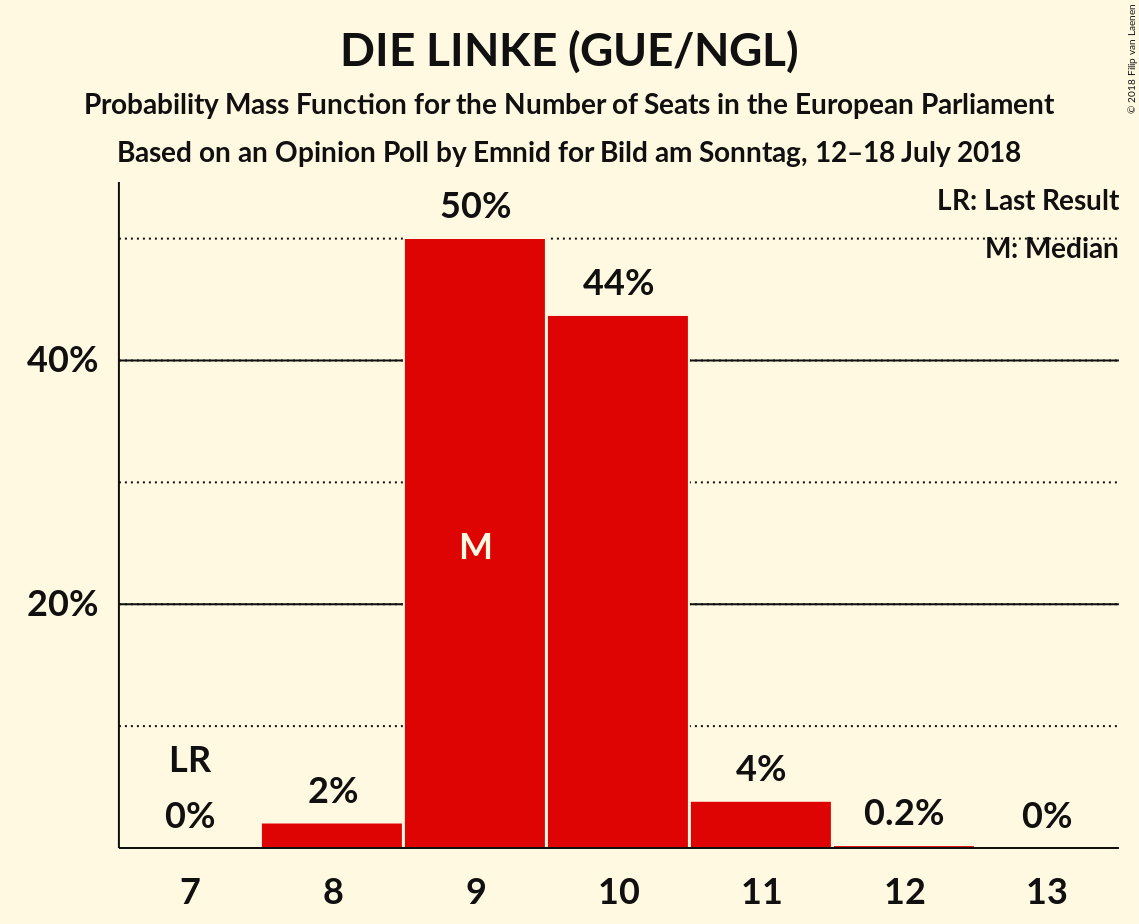 DIE LINKE (GUE/NGL)
Probability Mass Function for the Number of Seats in the European Parliament
Based on an Opinion Poll by Emnid for Bild am Sonntag, 12–18 July 2018
© 2018 Filip van Laenen
LR: Last Result
M: Median
50%
44%
40%
M
20%
LR
0%
2%
4%
0.2%
0%
7 8 9 10 11 12 13